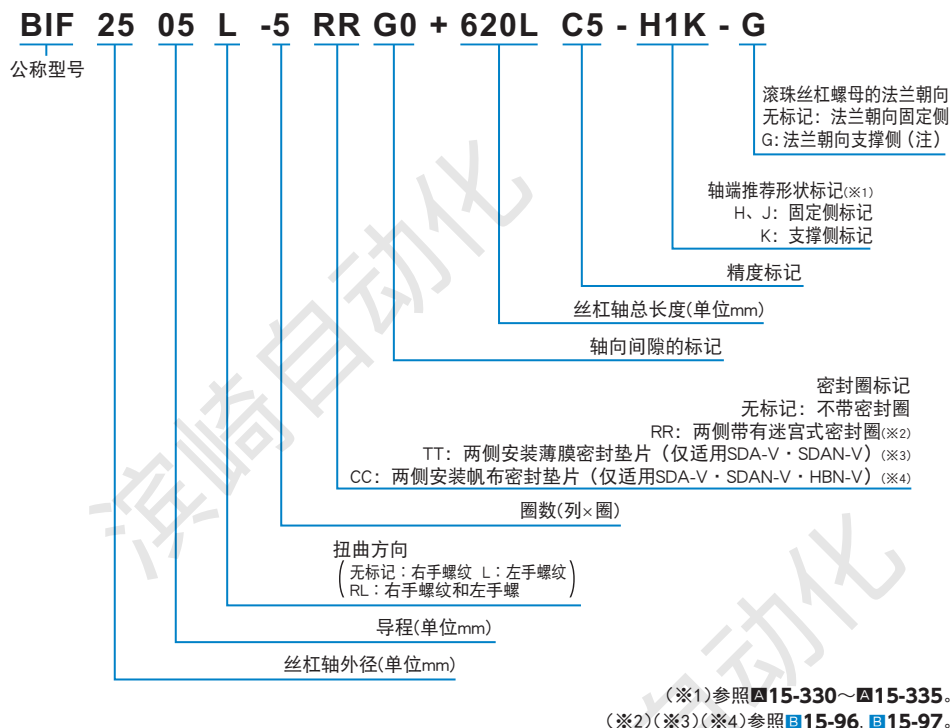 BIF 25 05 L -5 RR G0 + 620L C5 - H1K - G
公称型号
滚珠丝杠螺母的法兰朝向
无标记：法兰朝向固定侧
G：法兰朝向支撑侧（注）
轴端推荐形状标记(※1)
H、J：固定侧标记
K：支撑侧标记
精度标记
丝杠轴总长度(单位mm)
轴向间隙的标记
密封圈标记
无标记：不带密封圈
RR：两侧带有迷宫式密封圈(※2)
TT：两侧安装薄膜密封垫片（仅适用SDA-V・SDAN-V）(※3)
CC：两侧安装帆布密封垫片（仅适用SDA-V・SDAN-V・HBN-V）(※4)
圈数(列×圈)
扭曲方向
(无标记：右手螺纹 L：左手螺纹
RL：右手螺纹和左手螺)
导程(单位mm)
丝杠轴外径(单位mm)
(※1)参照A15-330～A15-335。
(※2)(※3)(※4)参照B15-96, B15-97。
滨崎自动化
自动化